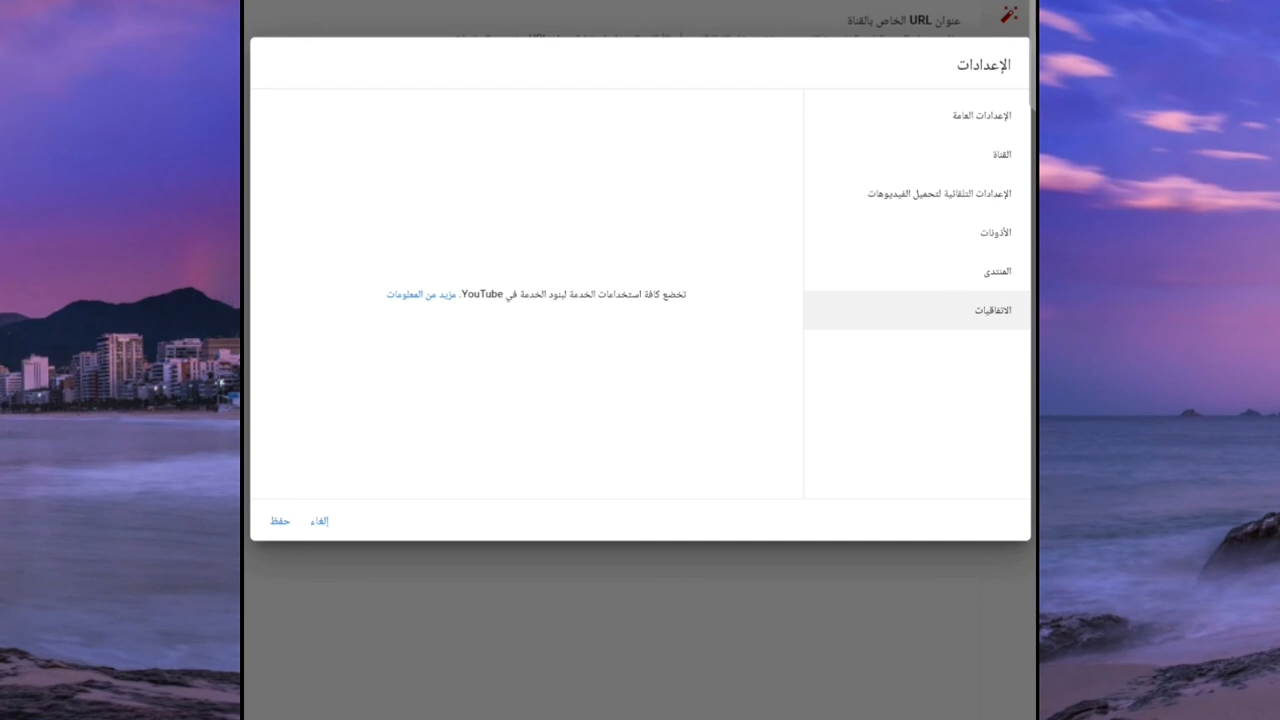 عنوان URL الخاص بالقناة
الإعدادات
الإعدادات العامة
القناة
الإعدادات التلقائية لتحميل الفيديوهات
الأذونات
المنتدى
الاتفاقيات
تخضع كافة استخدامات الخدمة لبنود الخدمة في YouTube. مزيد من المعلومات
إلغاء
حفظ